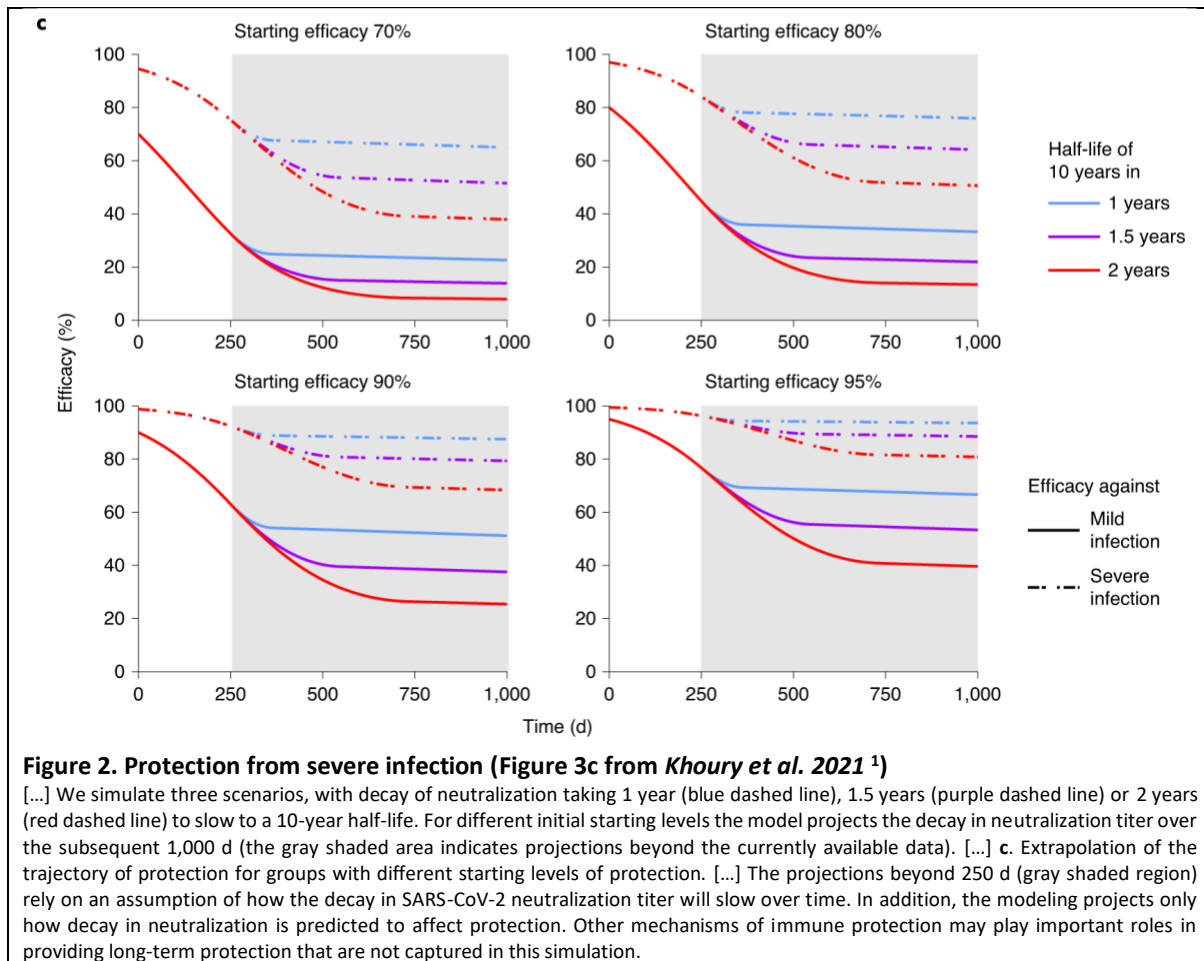 c
Starting efficacy 70%
Starting efficacy 80%
100
80
60
40
20
0
0 250 500 750 1,000
100
80
60
40
20
0
0 250 500 750 1,000
Half-life of
10 years in
1 years
1.5 years
2 years
Efficacy (%)
Starting efficacy 90%
Starting efficacy 95%
100
80
60
40
20
0
0 250 500 750 1,000
100
80
60
40
20
0
0 250 500 750 1,000
Efficacy against
Mild
infection
Severe
infection
Time (d)
Figure 2. Protection from severe infection (Figure 3c from Khoury et al. 2021 ¹)
[…] We simulate three scenarios, with decay of neutralization taking 1 year (blue dashed line), 1.5 years (purple dashed line) or 2 years
(red dashed line) to slow to a 10-year half-life. For different initial starting levels the model projects the decay in neutralization titer over
the subsequent 1,000 d (the gray shaded area indicates projections beyond the currently available data). […] c. Extrapolation of the
trajectory of protection for groups with different starting levels of protection. […] The projections beyond 250 d (gray shaded region)
rely on an assumption of how the decay in SARS-CoV-2 neutralization titer will slow over time. In addition, the modeling projects only
how decay in neutralization is predicted to affect protection. Other mechanisms of immune protection may play important roles in
providing long-term protection that are not captured in this simulation.